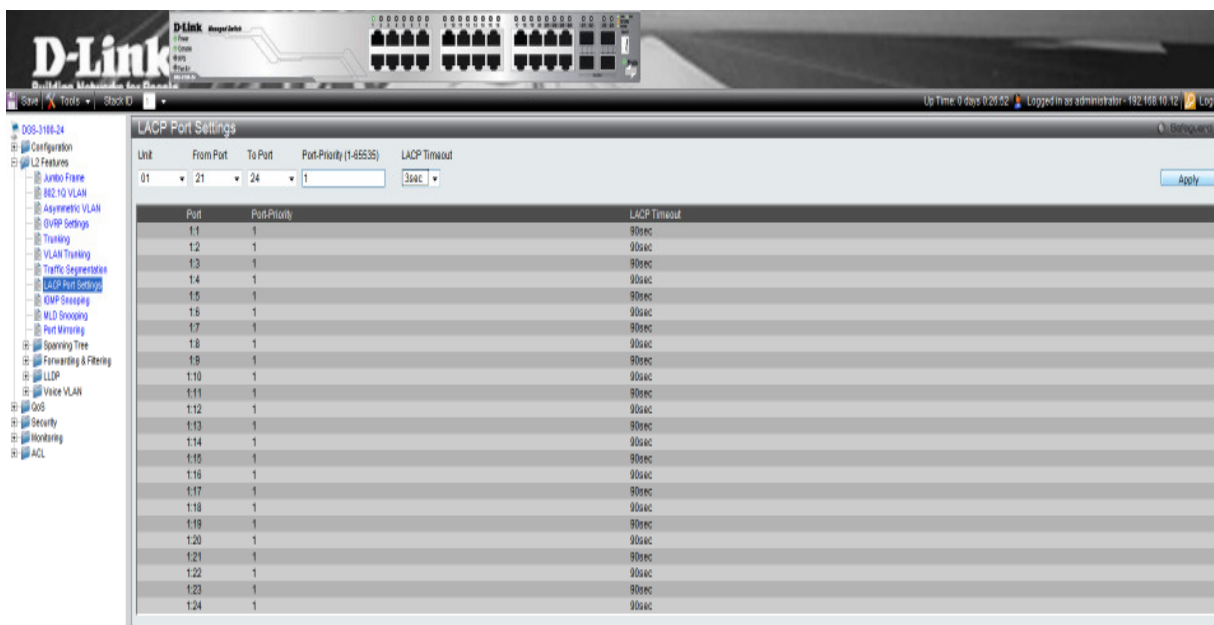 D-Link
Building Networks for People
D-Link
Save Tools Stack ID 1
Up Time: 0 days 0:26:52 Logged in as administrator - 192.168.10.12 Log
DGS-3100-24
Configuration
L2 Features
Jumbo Frame
802.1Q VLAN
Asymmetric VLAN
GVRP Settings
Trunking
VLAN Trunking
Traffic Segmentation
LACP Port Settings
IGMP Snooping
MLD Snooping
Port Mirroring
Spanning Tree
Forwarding & Filtering
LLDP
Voice VLAN
QoS
Security
Monitoring
ACL
LACP Port Settings
Safeguard
Unit From Port To Port Port-Priority (1-65535) LACP Timeout
01 21 24 1 3sec Apply
Port Port-Priority LACP Timeout
1:1 1 90sec
1:2 1 90sec
1:3 1 90sec
1:4 1 90sec
1:5 1 90sec
1:6 1 90sec
1:7 1 90sec
1:8 1 90sec
1:9 1 90sec
1:10 1 90sec
1:11 1 90sec
1:12 1 90sec
1:13 1 90sec
1:14 1 90sec
1:15 1 90sec
1:16 1 90sec
1:17 1 90sec
1:18 1 90sec
1:19 1 90sec
1:20 1 90sec
1:21 1 90sec
1:22 1 90sec
1:23 1 90sec
1:24 1 90sec